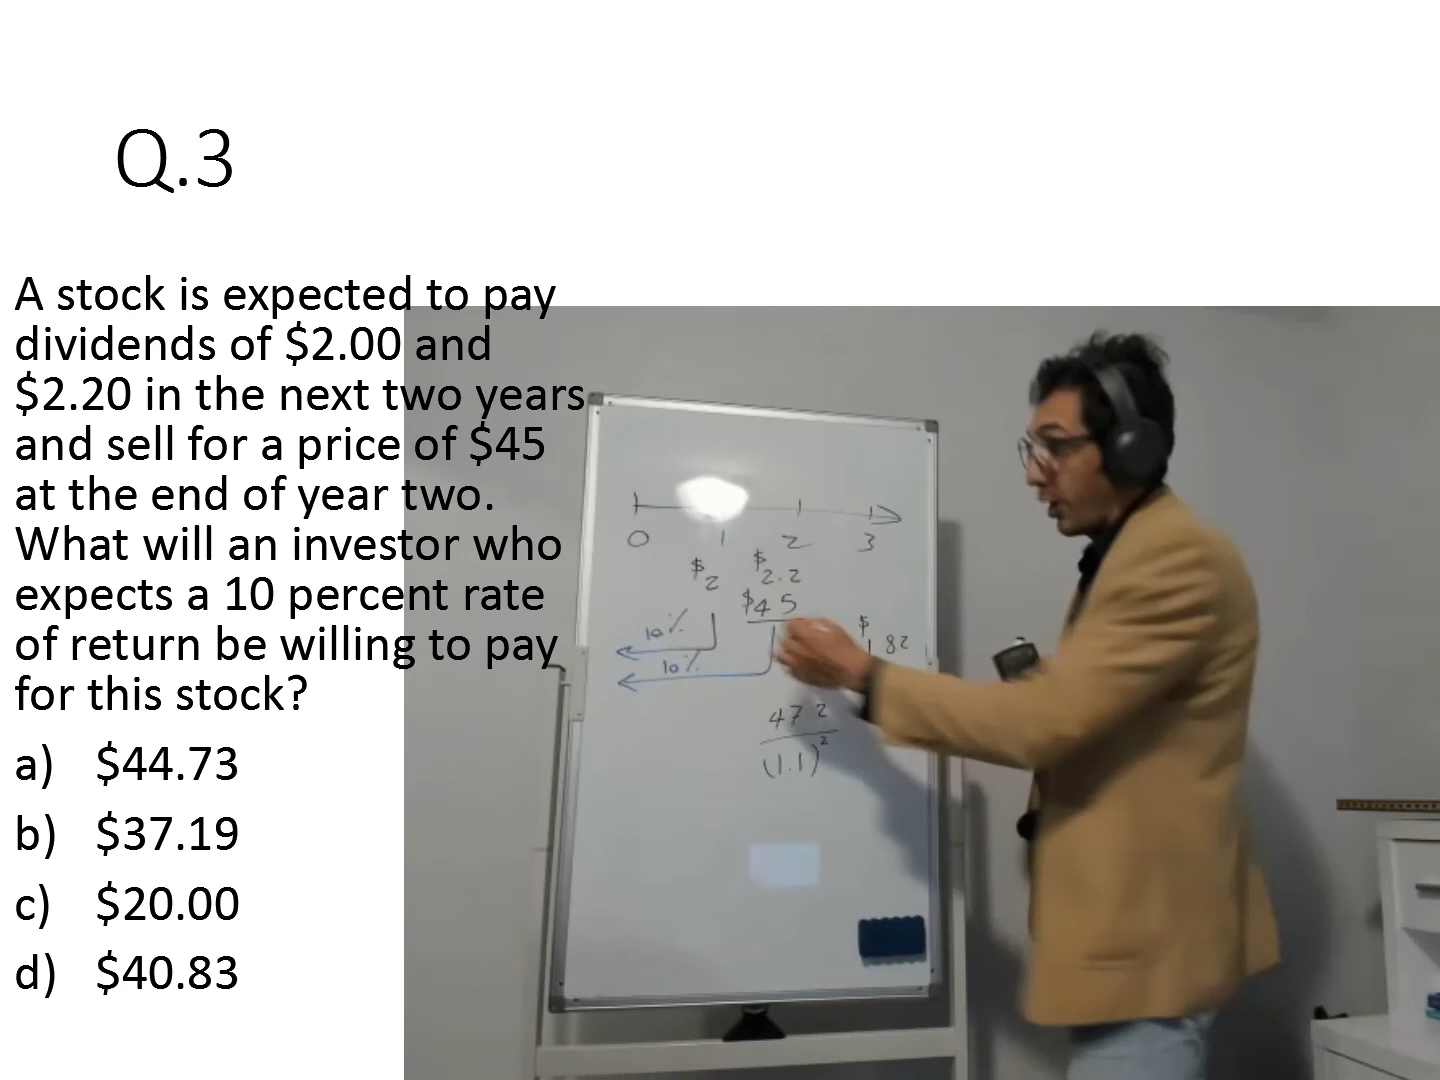 Q.3
A stock is expected to pay
dividends of $2.00 and
$2.20 in the next two years
and sell for a price of $45
at the end of year two.
What will an investor who
expects a 10 percent rate
of return be willing to pay
for this stock?
a) $44.73
b) $37.19
c) $20.00
d) $40.83
0 1 2 3
$2 $2.2
$45
10% $
10% 1 82
47 2
(1.1)²